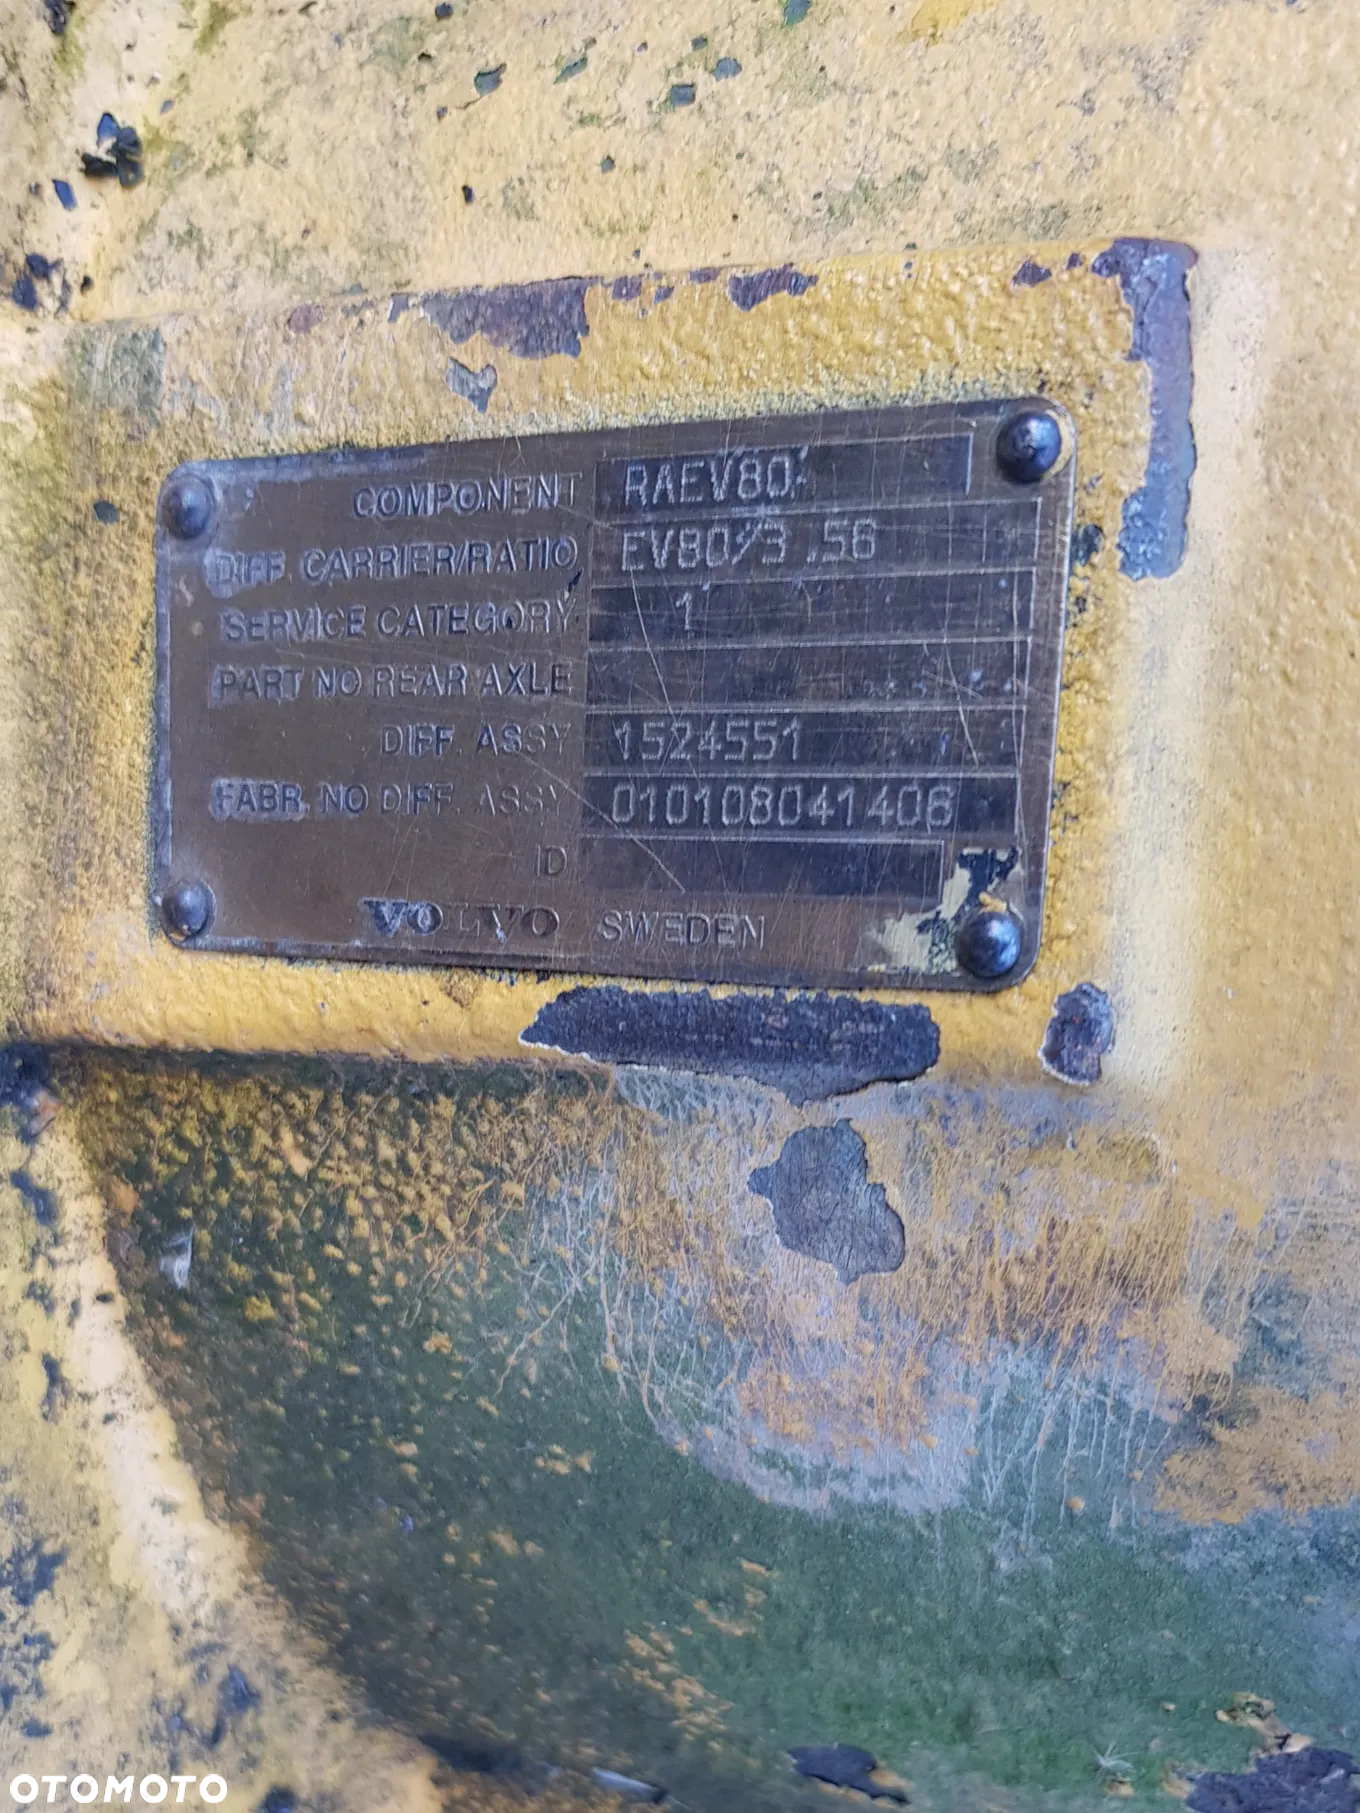 COMPONENT RAEV80
DIFF. CARRIER/RATIO EV80/3.56
SERVICE CATEGORY 1
PART NO REAR AXLE
DIFF. ASSY 1524551
FABR. NO DIFF. ASSY 010108041406
ID
VOLVO SWEDEN
OTOMOTO